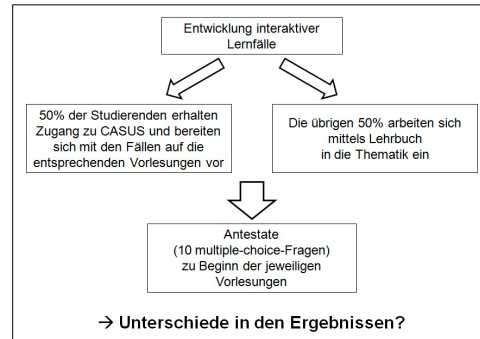 Entwicklung interaktiver
Lernfälle
50% der Studierenden erhalten
Zugang zu CASUS und bereiten
sich mit den Fällen auf die
entsprechenden Vorlesungen vor
Die übrigen 50% arbeiten sich
mittels Lehrbuch
in die Thematik ein
Antestate
(10 multiple-choice-Fragen)
zu Beginn der jeweiligen
Vorlesungen
→ Unterschiede in den Ergebnissen?